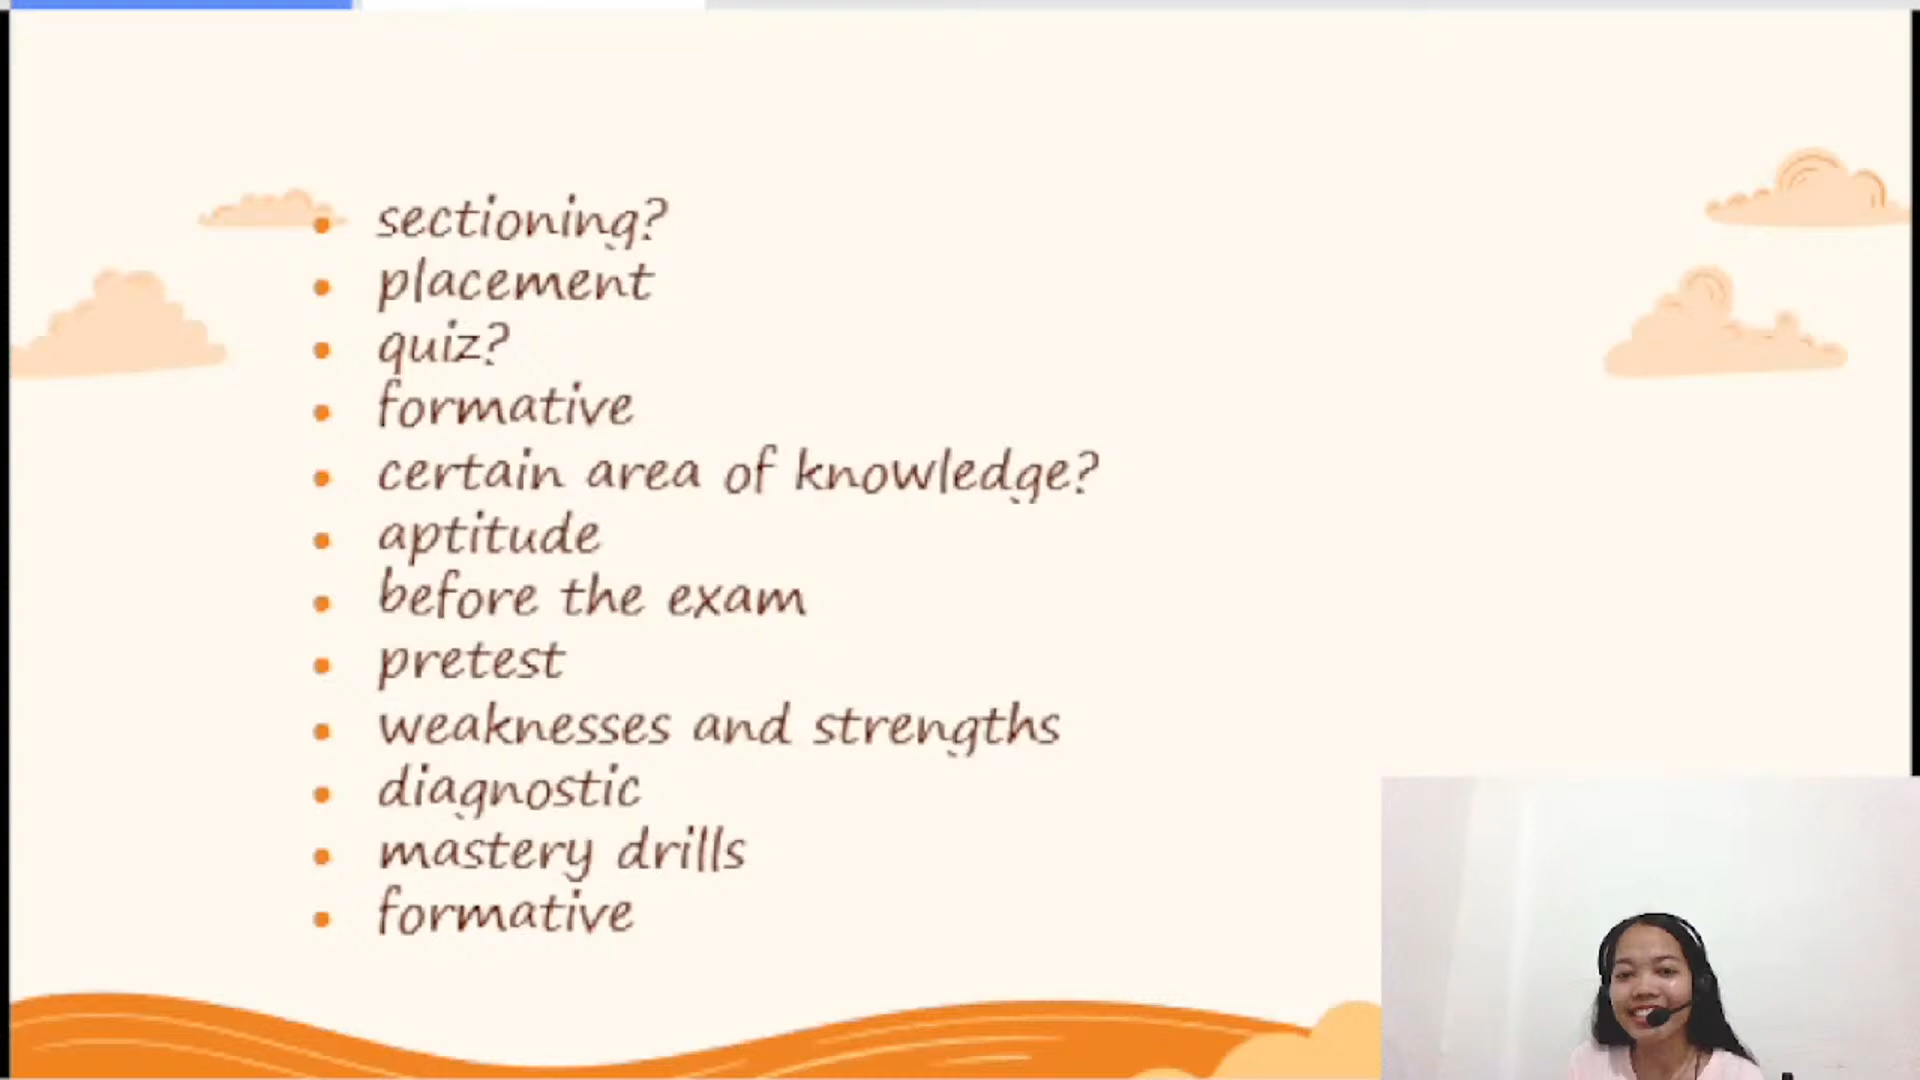 sectioning?
placement
quiz?
formative
certain area of knowledge?
aptitude
before the exam
pretest
weaknesses and strengths
diagnostic
mastery drills
formative